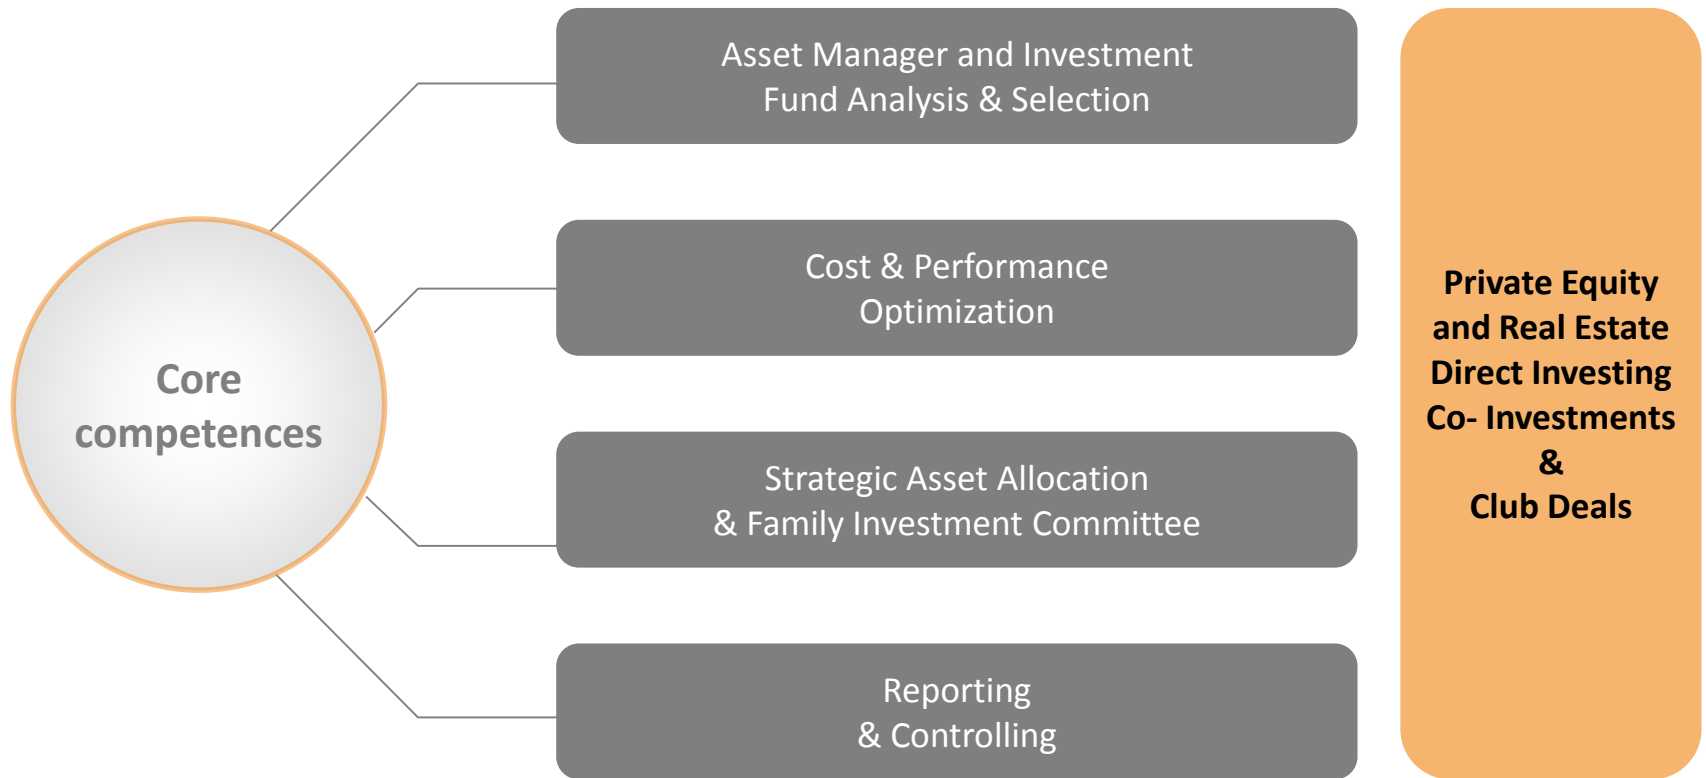 Core
competences
Asset Manager and Investment
Fund Analysis & Selection
Cost & Performance
Optimization
Strategic Asset Allocation
& Family Investment Committee
Reporting
& Controlling
Private Equity
and Real Estate
Direct Investing
Co- Investments
&
Club Deals